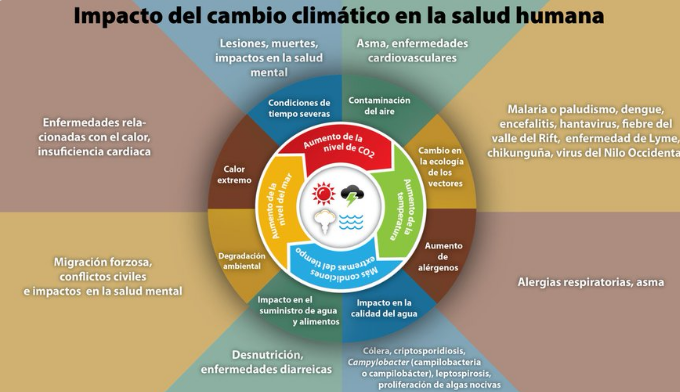 Impacto del cambio climático en la salud humana
Lesiones, muertes,
impactos en la salud
mental
Asma, enfermedades
cardiovasculares
Enfermedades rela-
cionadas con el calor,
insuficiencia cardiaca
Malaria o paludismo, dengue,
encefalitis, hantavirus, fiebre del
valle del Rift, enfermedad de Lyme,
chikunguña, virus del Nilo Occidenta
Condiciones de
tiempo severas
Contaminación
del aire
Calor
extremo
Cambio en
la ecología
de los
vectores
Aumento de la
nivel de CO2
Aumento de la
nivel del mar
Aumento de la
temperatura
Más condiciones
extremas del tiempo
Degradación
ambiental
Aumento
de
alérgenos
Impacto en el
suministro de agua
y alimentos
Impacto en la
calidad del agua
Migración forzosa,
conflictos civiles
e impactos en la salud mental
Alergias respiratorias, asma
Desnutrición,
enfermedades diarreicas
Cólera, criptosporidiosis,
Campylobacter (campilobacteria
o campilobácter), leptospirosis,
proliferación de algas nocivas